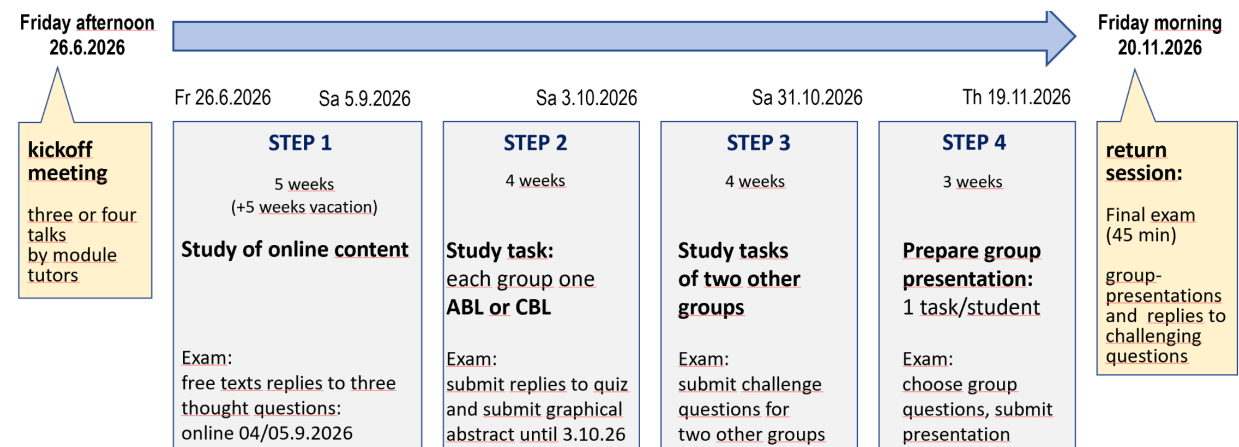 Friday afternoon
26.6.2026
Friday morning
20.11.2026
Fr 26.6.2026
Sa 5.9.2026
Sa 3.10.2026
Sa 31.10.2026
Th 19.11.2026
kickoff
meeting
three or four
talks
by module
tutors
STEP 1
5 weeks
(+5 weeks vacation)
Study of online content
Exam:
free texts replies to three
thought questions:
online 04/05.9.2026
STEP 2
4 weeks
Study task:
each group one
ABL or CBL
Exam:
submit replies to quiz
and submit graphical
abstract until 3.10.26
STEP 3
4 weeks
Study tasks
of two other
groups
Exam:
submit challenge
questions for
two other groups
STEP 4
3 weeks
Prepare group
presentation:
1 task/student
Exam:
choose group
questions, submit
presentation
return
session:
Final exam
(45 min)
group-
presentations
and  replies to
challenging
questions